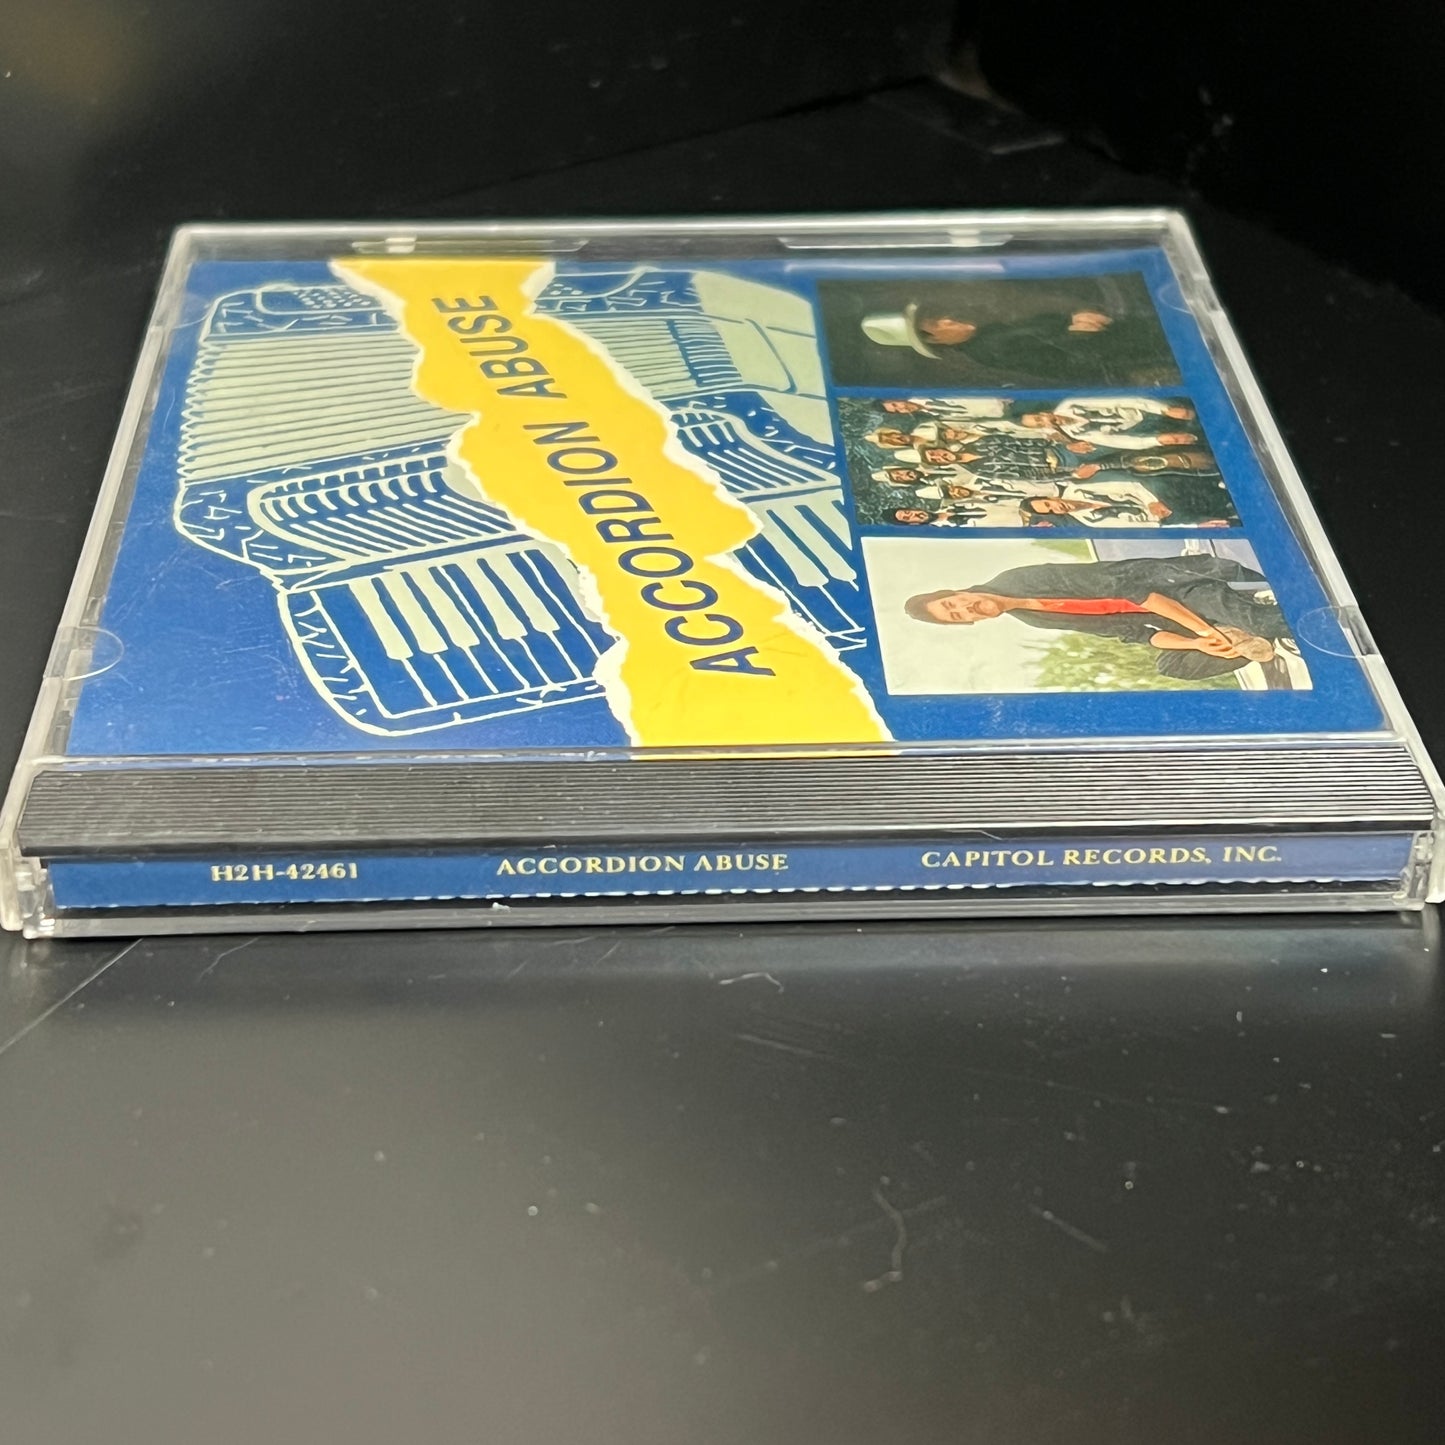 ACCORDION ABUSE
H2H-42461 ACCORDION ABUSE CAPITOL RECORDS, INC.